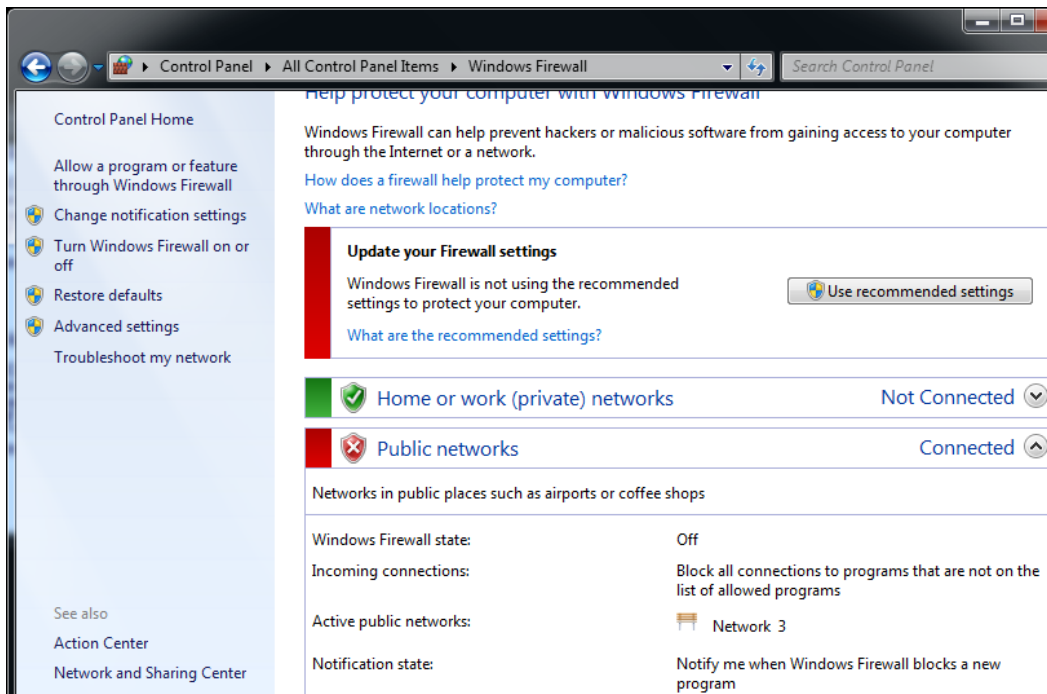 Control Panel
All Control Panel Items
Windows Firewall
Search Control Panel
Control Panel Home
Allow a program or feature
through Windows Firewall
Change notification settings
Turn Windows Firewall on or
off
Restore defaults
Advanced settings
Troubleshoot my network
See also
Action Center
Network and Sharing Center
Help protect your computer with Windows Firewall
Windows Firewall can help prevent hackers or malicious software from gaining access to your computer
through the Internet or a network.
How does a firewall help protect my computer?
What are network locations?
Update your Firewall settings
Windows Firewall is not using the recommended
settings to protect your computer.
What are the recommended settings?
Use recommended settings
Home or work (private) networks Not Connected
Public networks Connected
Networks in public places such as airports or coffee shops
Windows Firewall state: Off
Incoming connections: Block all connections to programs that are not on the
list of allowed programs
Active public networks: Network 3
Notification state: Notify me when Windows Firewall blocks a new
program